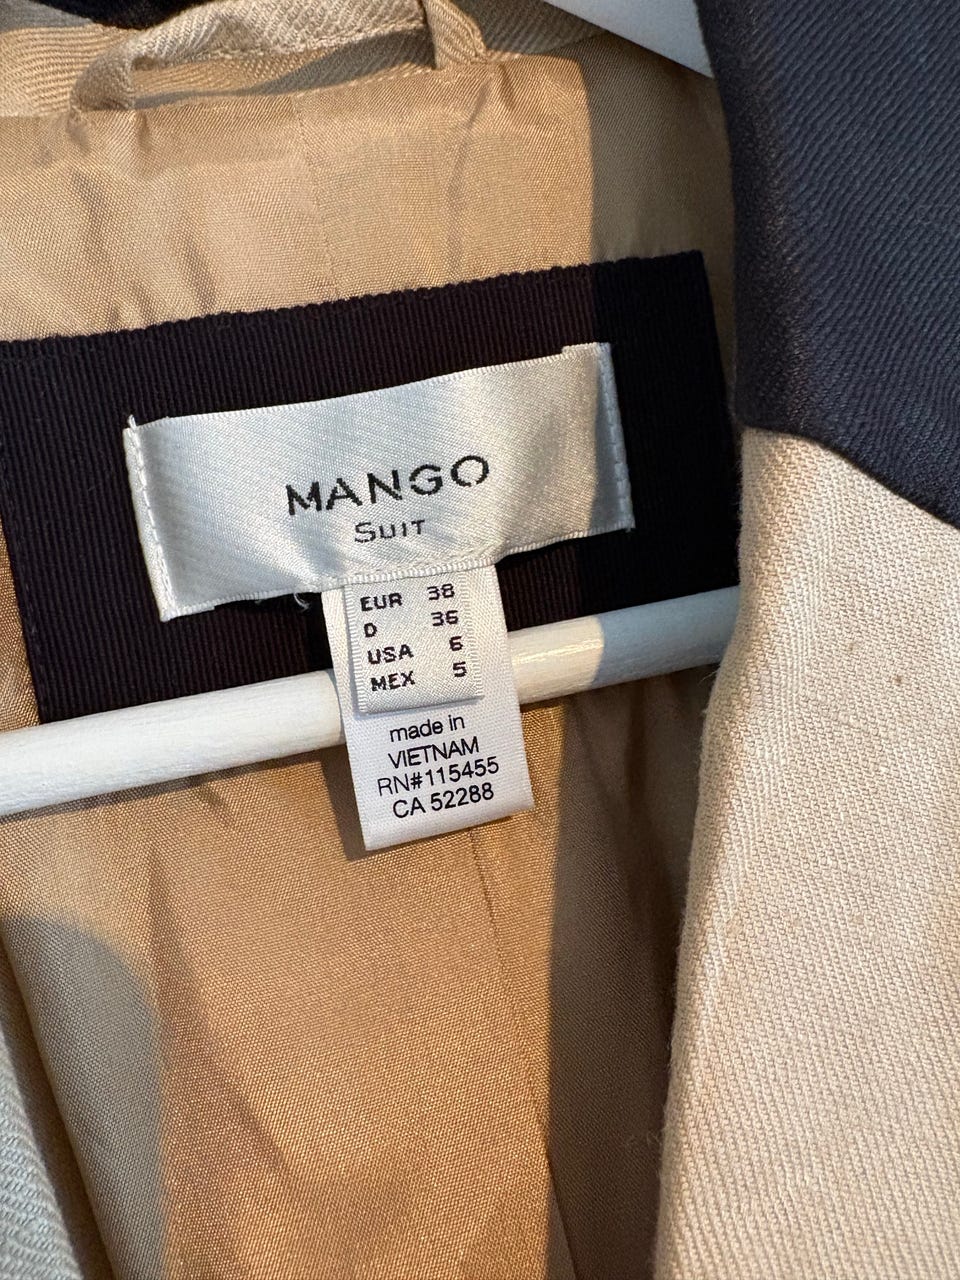 MANGO
SUIT
EUR 38
D 36
USA 6
MEX 5
made in
VIETNAM
RN#115455
CA 52288